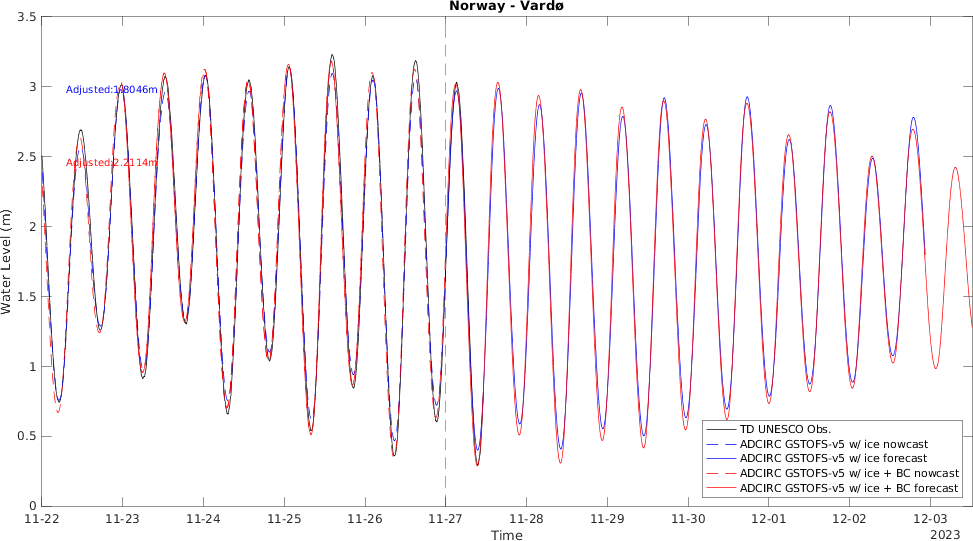 Norway - Vardø
Water Level (m)
3.5
3
2.5
2
1.5
1
0.5
0
Adjusted:1.8046m
Adjusted:2.2114m
TD UNESCO Obs.
ADCIRC GSTOFS-v5 w/ ice nowcast
ADCIRC GSTOFS-v5 w/ ice forecast
ADCIRC GSTOFS-v5 w/ ice + BC nowcast
ADCIRC GSTOFS-v5 w/ ice + BC forecast
11-22 11-23 11-24 11-25 11-26 11-27 11-28 11-29 11-30 12-01 12-02 12-03
2023
Time